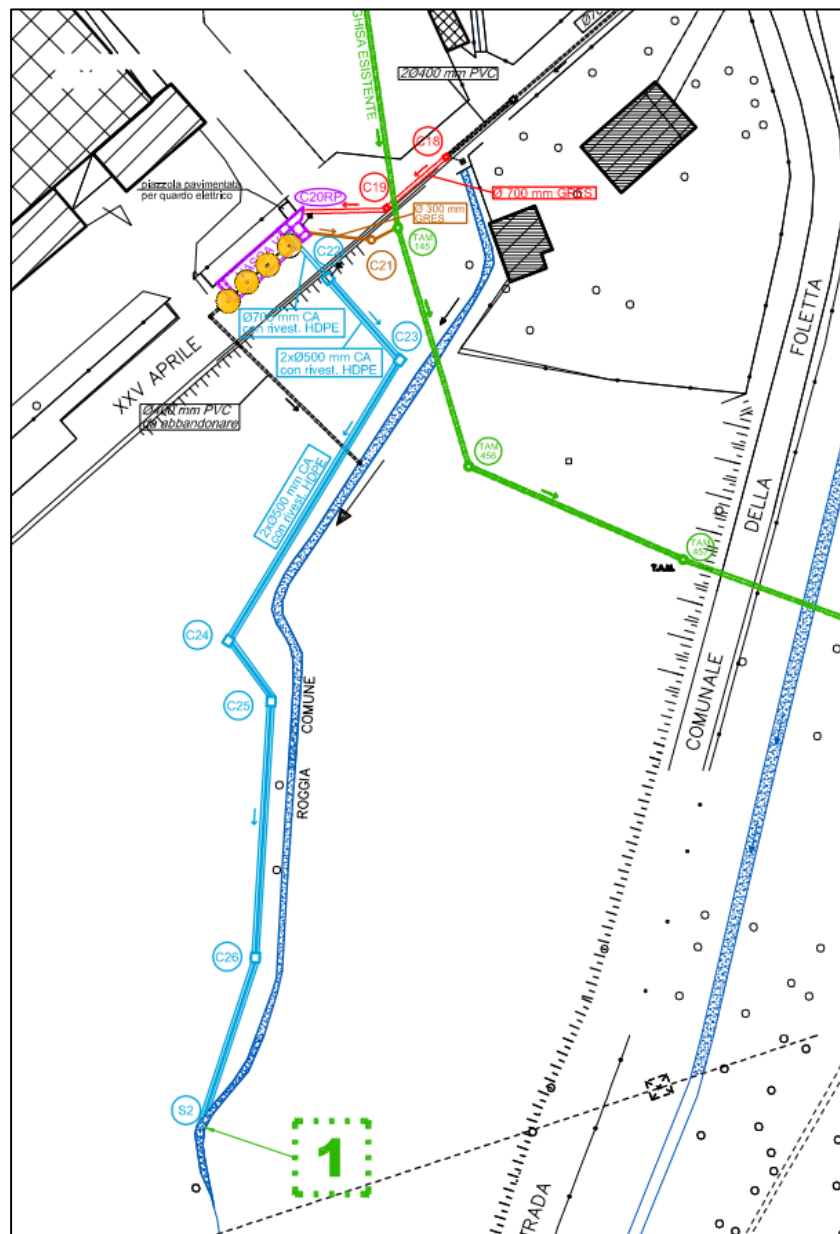 GHISA ESISTENTE
2Ø400 mm PVC
C18
piazzola pavimentata
per quardo elettrico
C20RP
C19
Ø 700 mm GRES
Ø 300 mm
GRES
TAM
145
C22
C21
Ø700 mm CA
con rivest. HDPE
C23
2xØ500 mm CA
con rivest. HDPE
XXV APRILE
Ø400 mm PVC
da abbandonare
FOLETTA
TAM
456
2xØ500 mm CA
con rivest. HDPE
DELLA
TAM
457
T.A.M.
C24
COMUNALE
C25
COMUNE
ROGGIA
C26
S2
1
STRADA